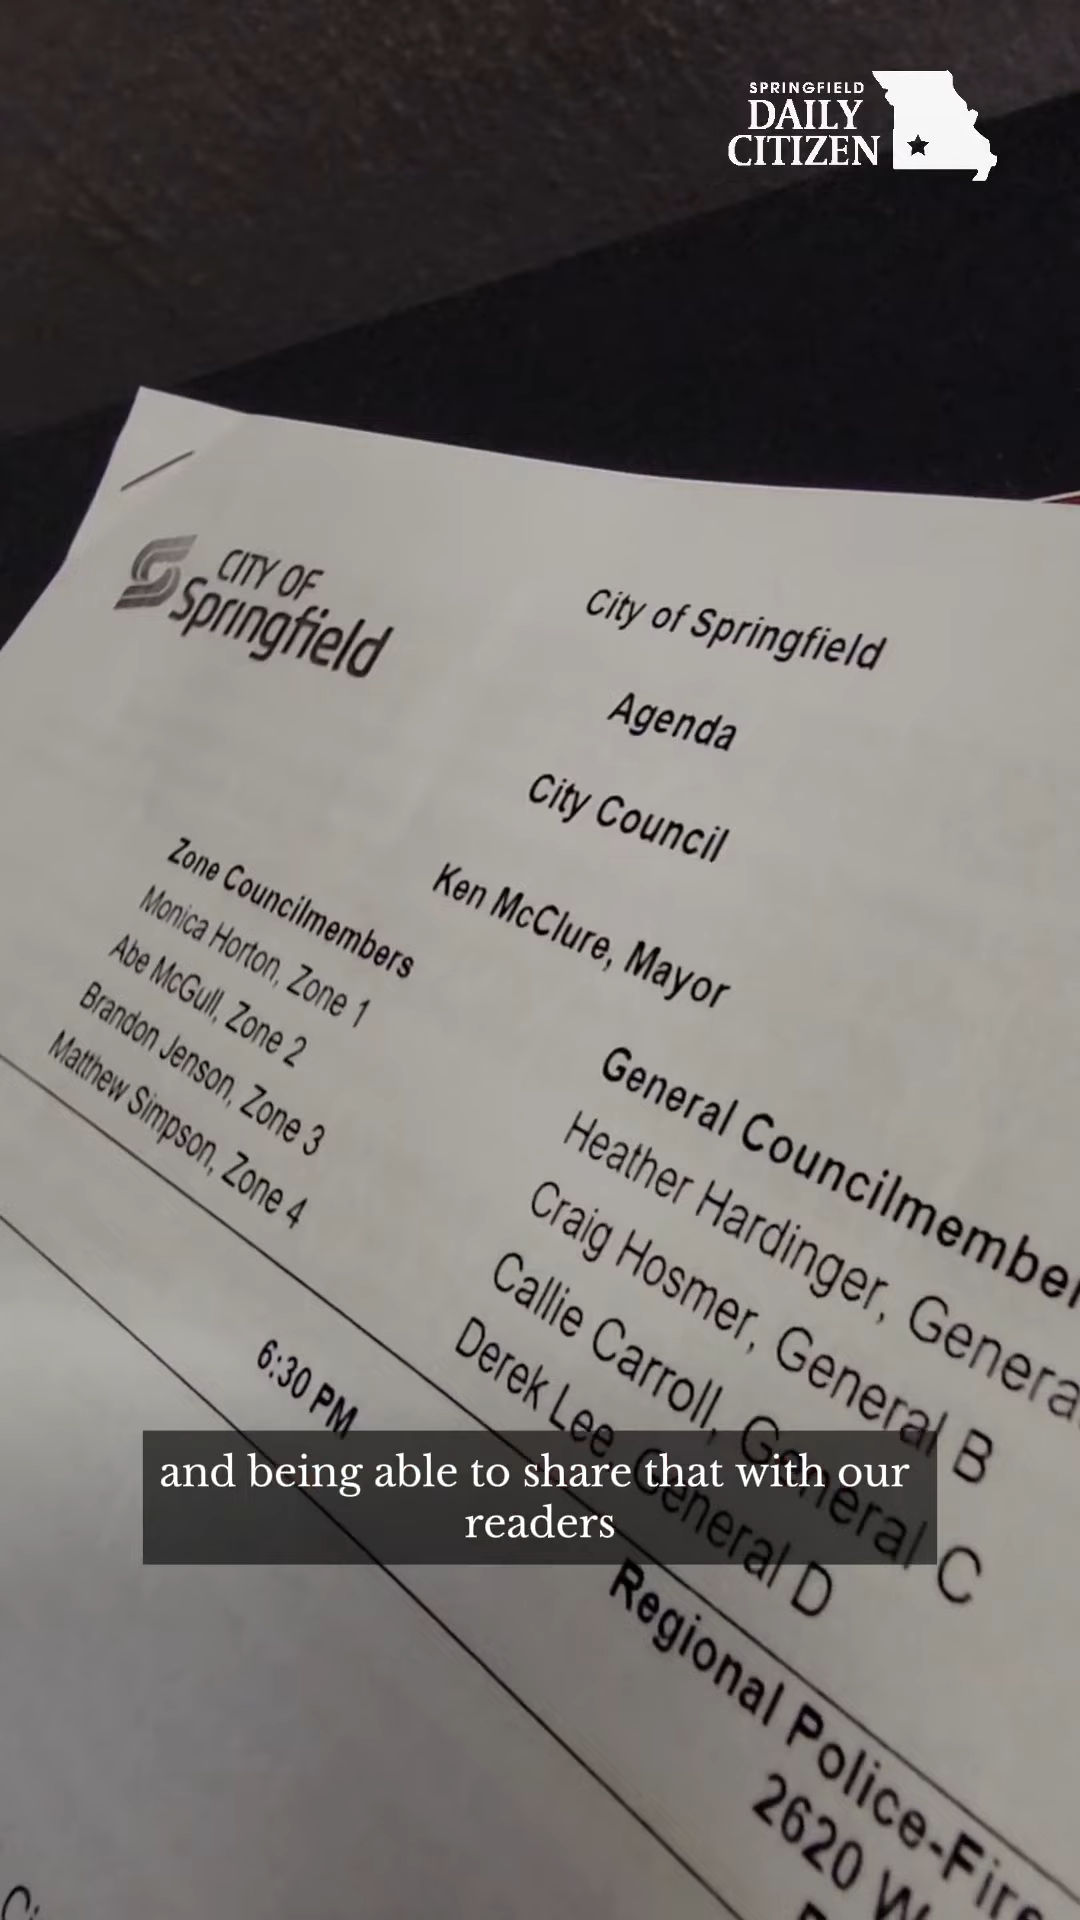 SPRINGFIELD
DAILY
CITIZEN
CITY OF
Springfield
City of Springfield
Agenda
City Council
Ken McClure, Mayor
Zone Councilmembers
Monica Horton, Zone 1
Abe McGull, Zone 2
Brandon Jenson, Zone 3
Matthew Simpson, Zone 4
General Councilmember
Heather Hardinger, General
Craig Hosmer, General B
Callie Carroll, General C
Derek Lee, General D
6:30 PM
and being able to share that with our
readers
Regional Police-Fire
2620 W